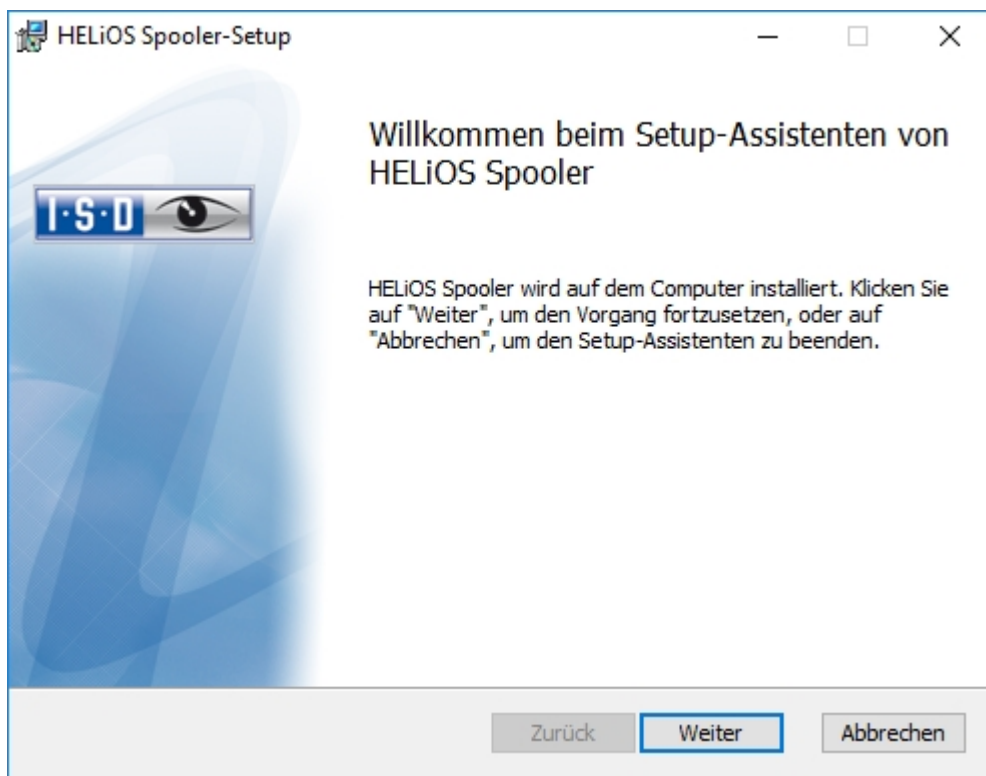 HELiOS Spooler-Setup
Willkommen beim Setup-Assistenten von
HELiOS Spooler
I·S·D
HELiOS Spooler wird auf dem Computer installiert. Klicken Sie
auf "Weiter", um den Vorgang fortzusetzen, oder auf
"Abbrechen", um den Setup-Assistenten zu beenden.
Zurück
Weiter
Abbrechen